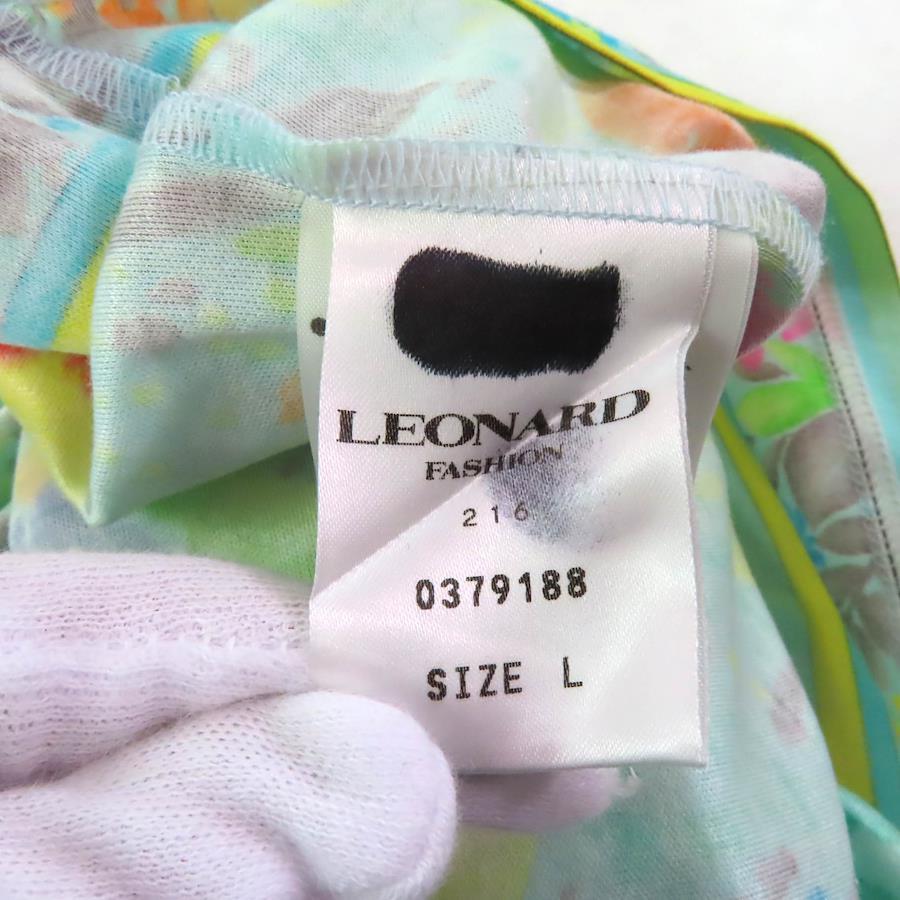 LEONARD
FASHION
216
0379188
SIZE L